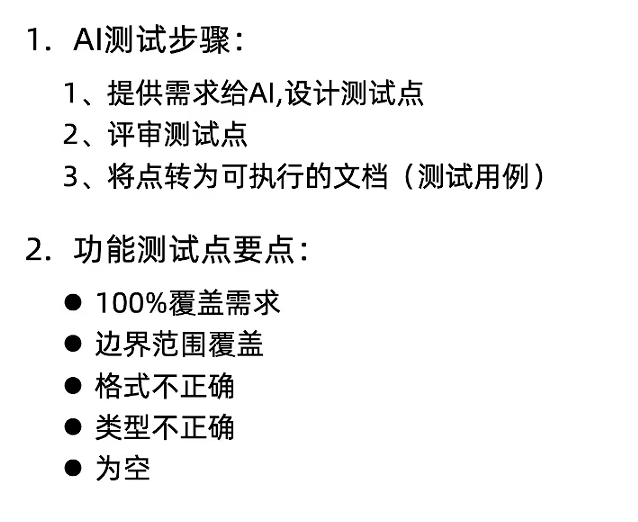 1. AI测试步骤：
1、提供需求给AI,设计测试点
2、评审测试点
3、将点转为可执行的文档（测试用例）
2. 功能测试点要点：
● 100%覆盖需求
● 边界范围覆盖
● 格式不正确
● 类型不正确
● 为空